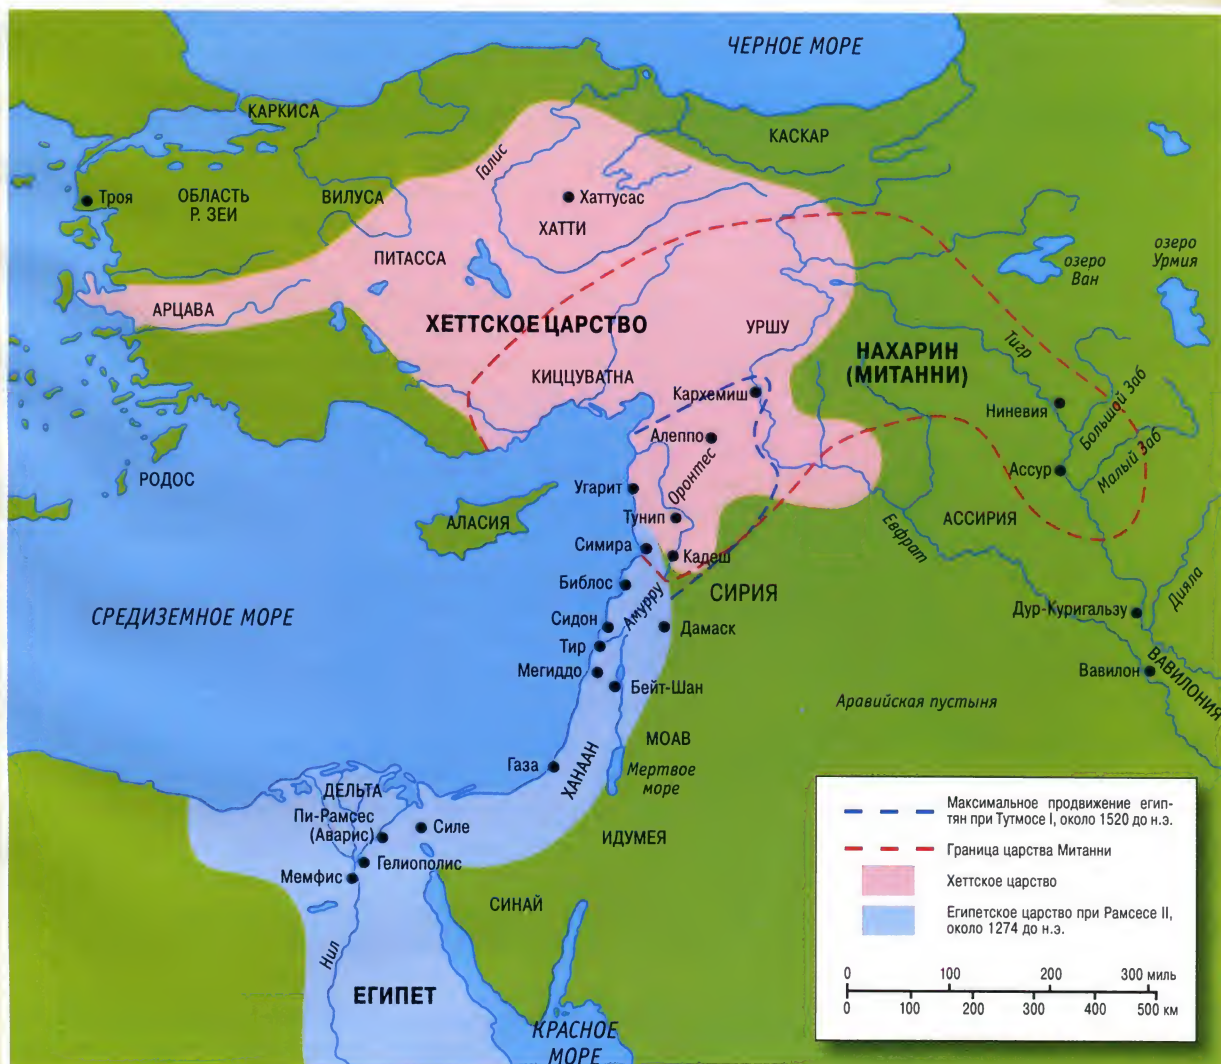 ЧЕРНОЕ МОРЕ
КАРКИСА
КАСКАР
Галис
Троя
ОБЛАСТЬ
Р. ЗЕИ
ВИЛУСА
Хаттусас
ХАТТИ
ПИТАССА
озеро
Ван
озеро
Урмия
АРЦАВА
ХЕТТСКОЕ ЦАРСТВО
УРШУ
НАХАРИН
(МИТАННИ)
Тигр
КИЦЦУВАТНА
Кархемиш
Ниневия
Большой Заб
Алеппо
Малый Заб
РОДОС
Оронтес
Ассур
Угарит
АЛАСИЯ
Тунип
Евфрат
АССИРИЯ
Симира
Кадеш
Библос
СИРИЯ
Дияла
СРЕДИЗЕМНОЕ МОРЕ
Амурру
Дур-Куригальзу
Сидон
Дамаск
Тир
Мегиддо
Бейт-Шан
Вавилон
ВАВИЛОНИЯ
Аравийская пустыня
МОАВ
Газа
ХАНААН
Мертвое
море
ДЕЛЬТА
Пи-Рамсес
(Аварис)
Силе
ИДУМЕЯ
Гелиополис
Мемфис
СИНАЙ
Нил
ЕГИПЕТ
КРАСНОЕ
МОРЕ
Максимальное продвижение егип-
тян при Тутмосе I, около 1520 до н.э.
Граница царства Митанни
Хеттское царство
Египетское царство при Рамсесе II,
около 1274 до н.э.
0 100 200 300 миль
0 100 200 300 400 500 км